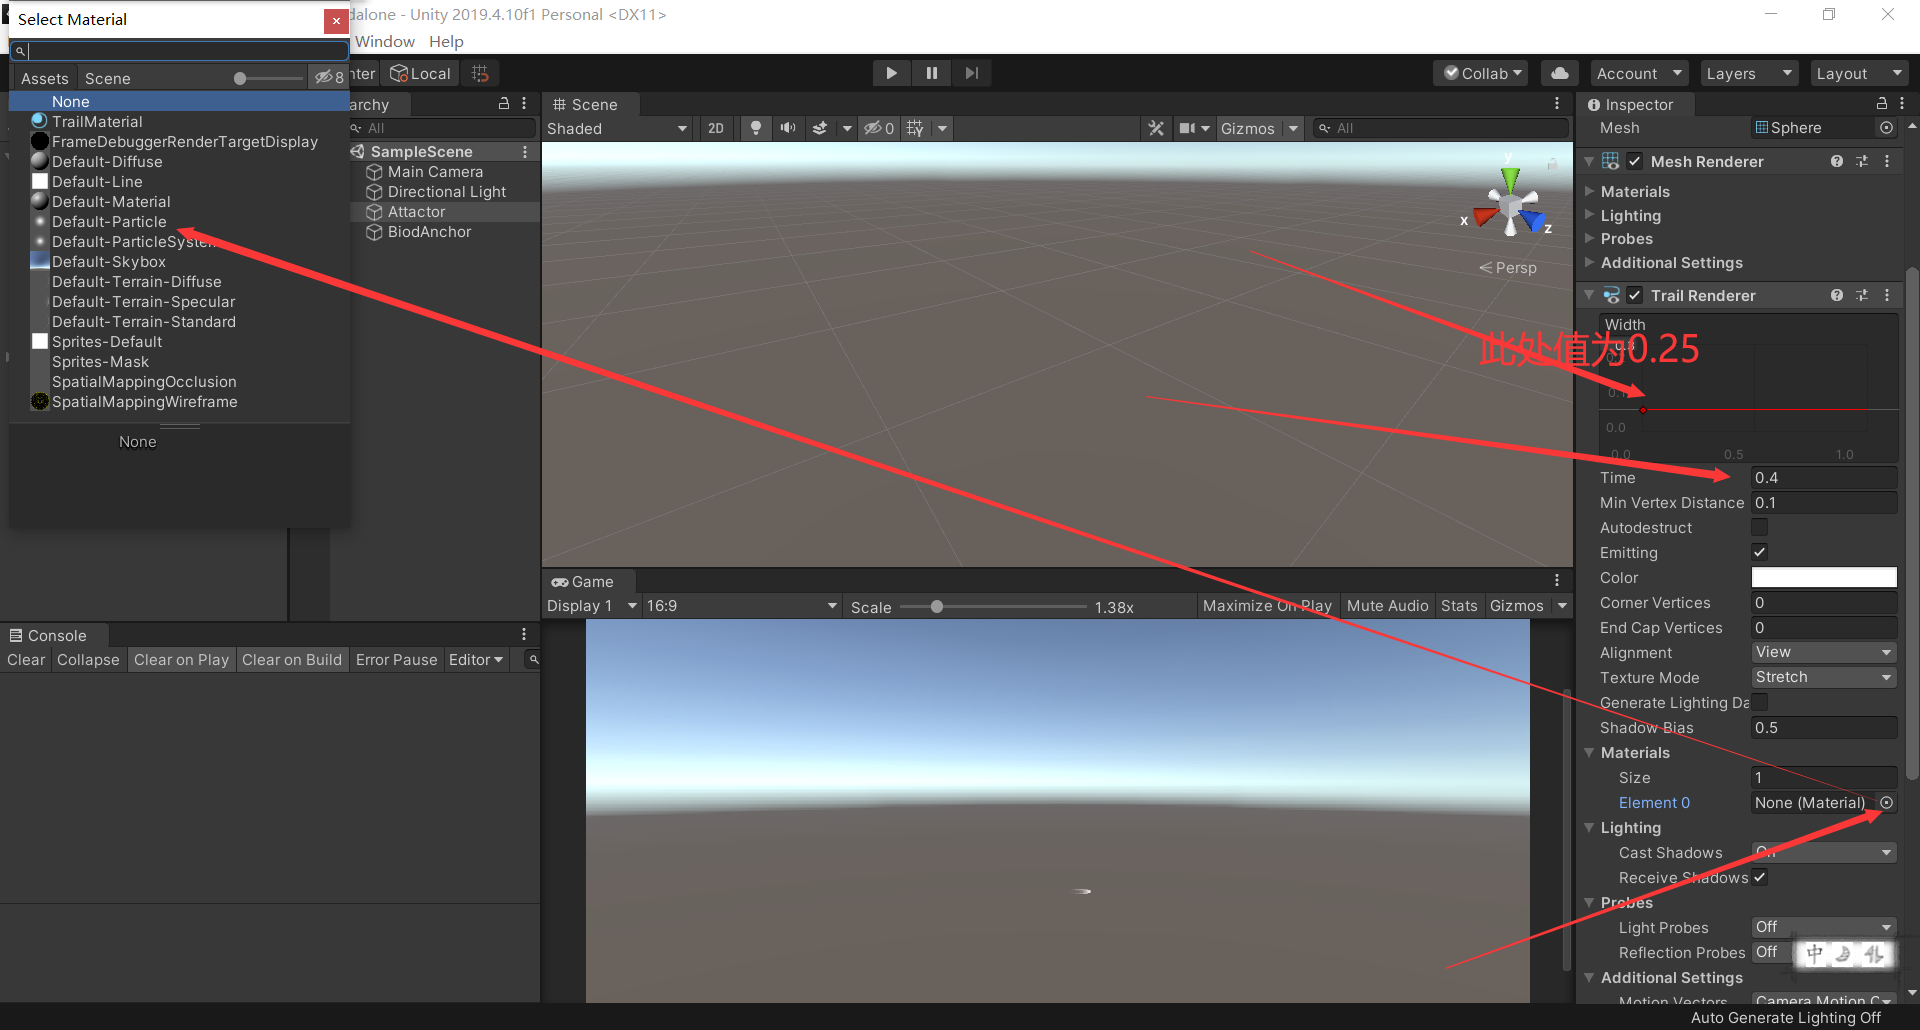 Select Material
dalone - Unity 2019.4.10f1 Personal <DX11>
Window Help
Assets Scene 8
nter Local
Collab Account Layers Layout
None
TrailMaterial
FrameDebuggerRenderTargetDisplay
Default-Diffuse
Default-Line
Default-Material
Default-Particle
Default-ParticleSystem
Default-Skybox
Default-Terrain-Diffuse
Default-Terrain-Specular
Default-Terrain-Standard
Sprites-Default
Sprites-Mask
SpatialMappingOcclusion
SpatialMappingWireframe
None
archy
All
SampleScene
Main Camera
Directional Light
Attactor
BiodAnchor
Scene
Shaded 2D 0 Gizmos All
y
x
z
Persp
此处值为0.25
Game
Display 1 16:9 Scale 1.38x Maximize On Play Mute Audio Stats Gizmos
Console
Clear Collapse Clear on Play Clear on Build Error Pause Editor
Inspector
Mesh Sphere
Mesh Renderer
Materials
Lighting
Probes
Additional Settings
Trail Renderer
Width
0.0
0.0 0.5 1.0
Time 0.4
Min Vertex Distance 0.1
Autodestruct
Emitting
Color
Corner Vertices 0
End Cap Vertices 0
Alignment View
Texture Mode Stretch
Generate Lighting Da
Shadow Bias 0.5
Materials
Size 1
Element 0 None (Material)
Lighting
Cast Shadows On
Receive Shadows
Probes
Light Probes Off
Reflection Probes Off
中
Additional Settings
Motion Vectors Camera Motion C
Auto Generate Lighting Off